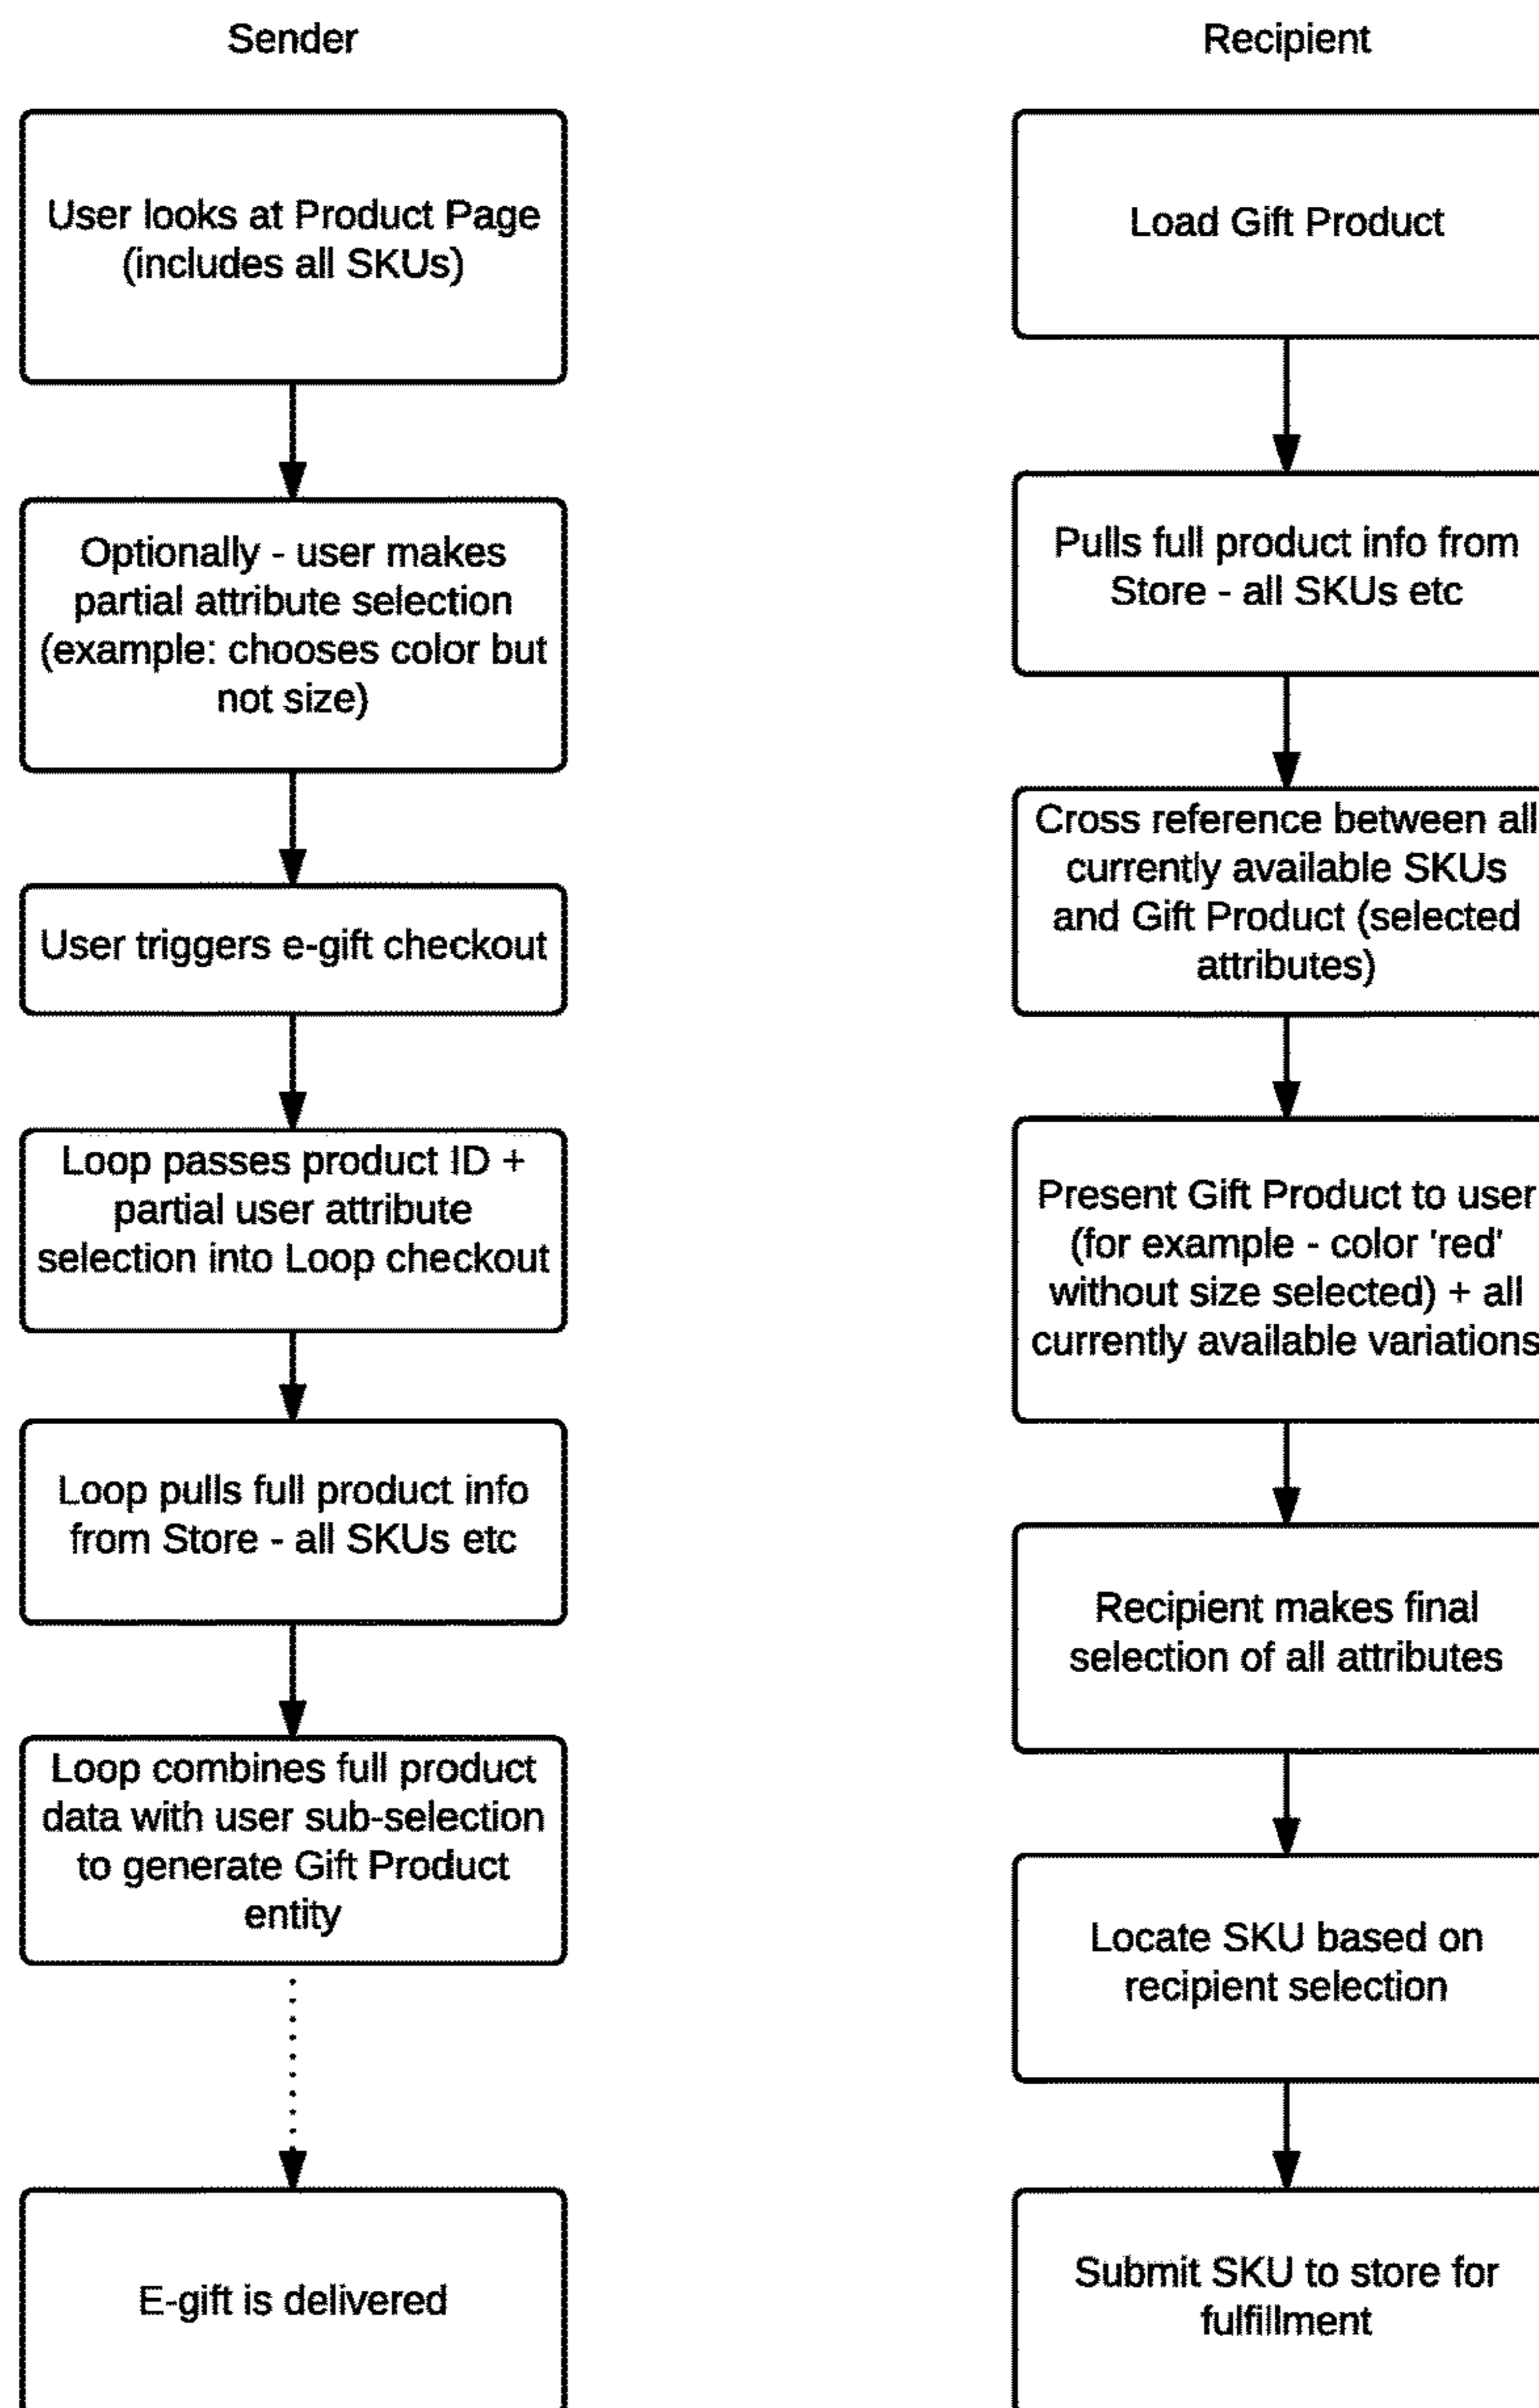 Sender
User looks at Product Page
(includes all SKUs)
Optionally - user makes
partial attribute selection
(example: chooses color but
not size)
User triggers e-gift checkout
Loop passes product ID +
partial user attribute
selection into Loop checkout
Loop pulls full product info
from Store - all SKUs etc
Loop combines full product
data with user sub-selection
to generate Gift Product
entity
E-gift is delivered
Recipient
Load Gift Product
Pulls full product info from
Store - all SKUs etc
Cross reference between all
currently available SKUs
and Gift Product (selected
attributes)
Present Gift Product to user
(for example - color 'red'
without size selected) + all
currently available variations
Recipient makes final
selection of all attributes
Locate SKU based on
recipient selection
Submit SKU to store for
fulfillment